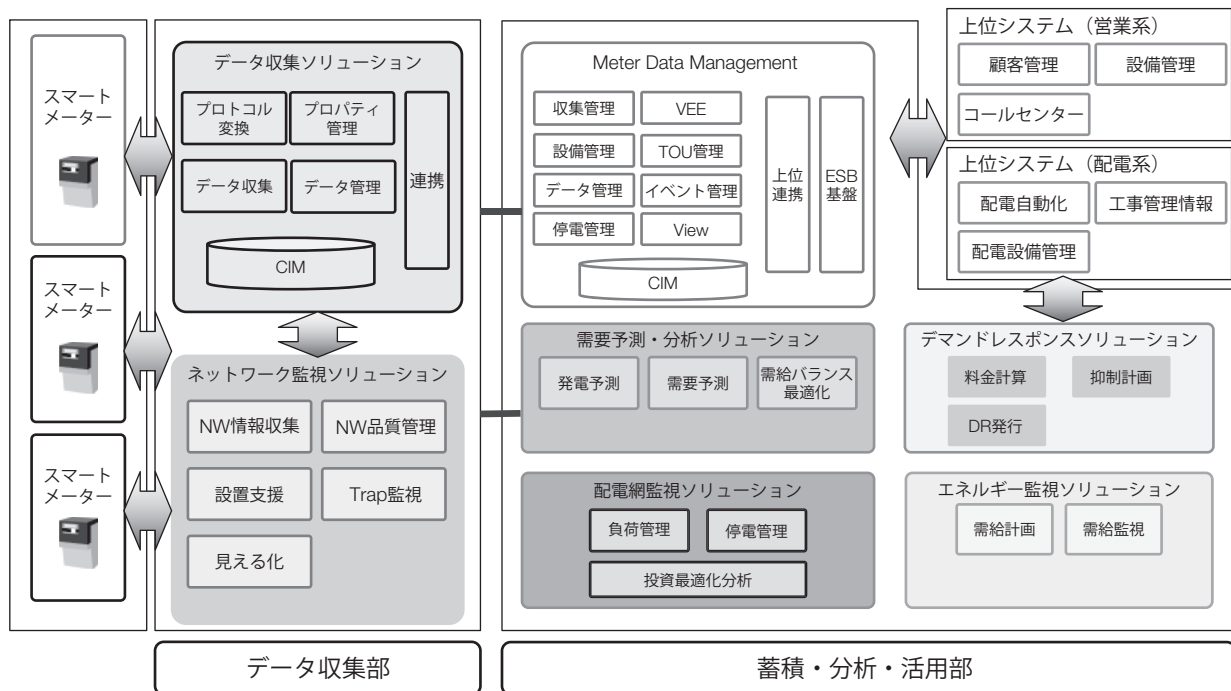 スマート
メーター
スマート
メーター
スマート
メーター
データ収集ソリューション
プロトコル
変換
プロパティ
管理
データ収集
データ管理
連携
CIM
ネットワーク監視ソリューション
NW情報収集
NW品質管理
設置支援
Trap監視
見える化
データ収集部
Meter Data Management
収集管理
VEE
設備管理
TOU管理
データ管理
イベント管理
停電管理
View
上位
連携
ESB
基盤
CIM
需要予測・分析ソリューション
発電予測
需要予測
需給バランス
最適化
配電網監視ソリューション
負荷管理
停電管理
投資最適化分析
上位システム（営業系）
顧客管理
設備管理
コールセンター
上位システム（配電系）
配電自動化
工事管理情報
配電設備管理
デマンドレスポンスソリューション
料金計算
抑制計画
DR発行
エネルギー監視ソリューション
需給計画
需給監視
蓄積・分析・活用部